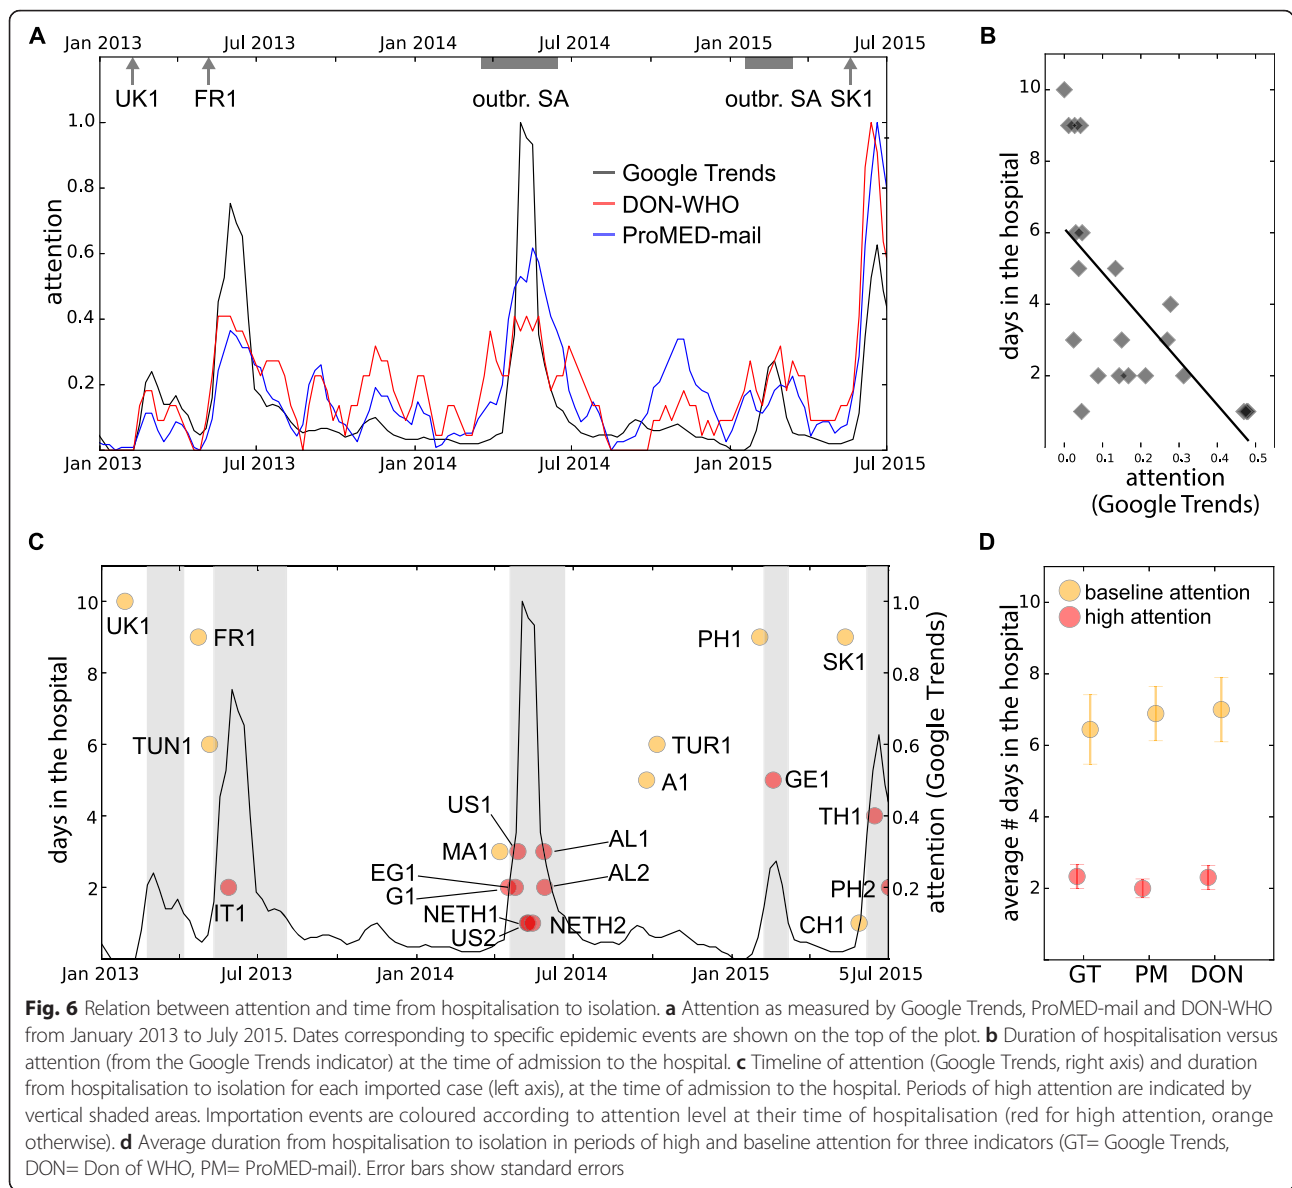 A
Jan 2013 Jul 2013 Jan 2014 Jul 2014 Jan 2015 Jul 2015
UK1 FR1 outbr. SA outbr. SA SK1
1.0
0.8
0.6
0.4
0.2
attention
Google Trends
DON-WHO
ProMED-mail
Jan 2013 Jul 2013 Jan 2014 Jul 2014 Jan 2015 Jul 2015
B
10
8
6
4
2
days in the hospital
0.0 0.1 0.2 0.3 0.4 0.5
attention
(Google Trends)
C
10
8
6
4
2
days in the hospital
UK1
FR1
TUN1
IT1
US1
MA1
EG1
G1
NETH1
US2
NETH2
AL1
AL2
TUR1
A1
PH1
GE1
SK1
TH1
PH2
CH1
1.0
0.8
0.6
0.4
0.2
attention (Google Trends)
Jan 2013 Jul 2013 Jan 2014 Jul 2014 Jan 2015 5Jul 2015
D
baseline attention
high attention
10
8
6
4
2
average # days in the hospital
GT PM DON
Fig. 6 Relation between attention and time from hospitalisation to isolation. a Attention as measured by Google Trends, ProMED-mail and DON-WHO
from January 2013 to July 2015. Dates corresponding to specific epidemic events are shown on the top of the plot. b Duration of hospitalisation versus
attention (from the Google Trends indicator) at the time of admission to the hospital. c Timeline of attention (Google Trends, right axis) and duration
from hospitalisation to isolation for each imported case (left axis), at the time of admission to the hospital. Periods of high attention are indicated by
vertical shaded areas. Importation events are coloured according to attention level at their time of hospitalisation (red for high attention, orange
otherwise). d Average duration from hospitalisation to isolation in periods of high and baseline attention for three indicators (GT= Google Trends,
DON= Don of WHO, PM= ProMED-mail). Error bars show standard errors